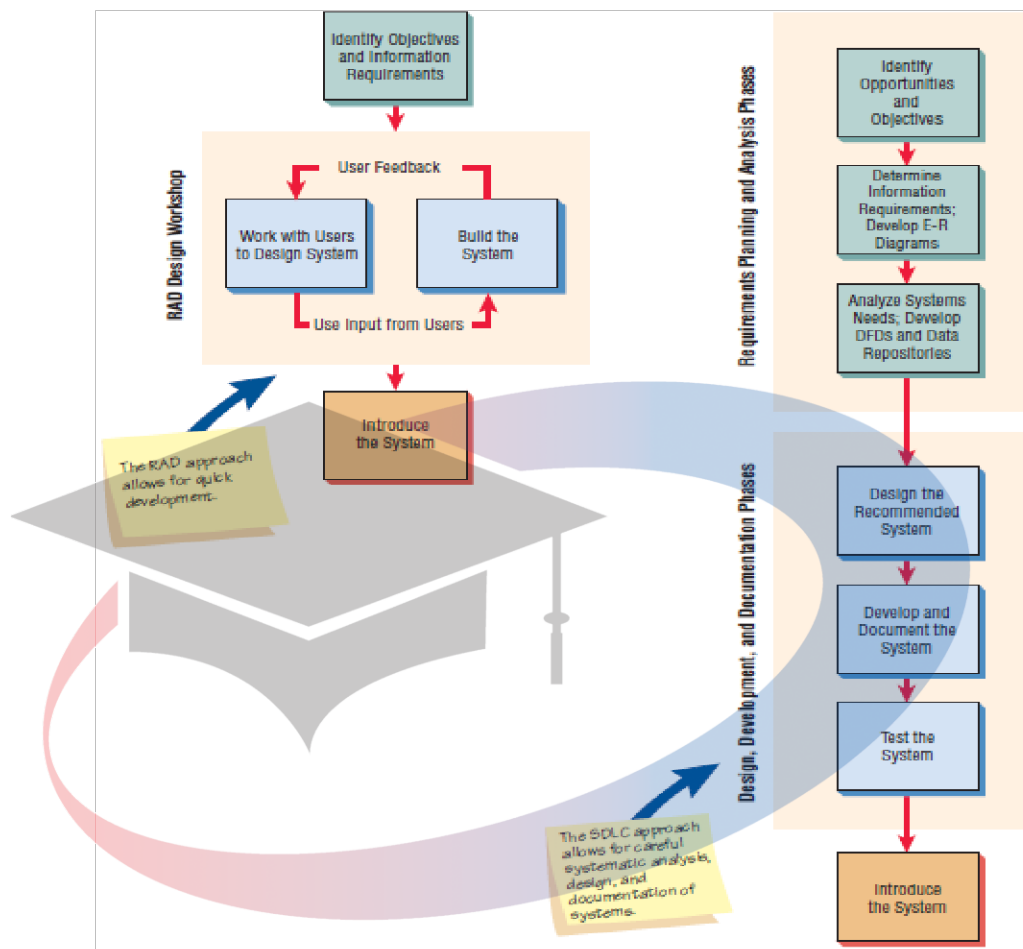 Identify Objectives
and Information
Requirements
RAD Design Workshop
User Feedback
Work with Users
to Design System
Build the
System
Use Input from Users
Introduce
the System
The RAD approach
allows for quick
development.
Requirements Planning and Analysis Phases
Identify
Opportunities
and
Objectives
Determine
Information
Requirements;
Develop E-R
Diagrams
Analyze Systems
Needs; Develop
DFDs and Data
Repositories
Design, Development, and Documentation Phases
Design the
Recommended
System
Develop and
Document the
System
Test the
System
The SDLC approach
allows for careful
systematic analysis,
design, and
documentation of
systems.
Introduce
the System